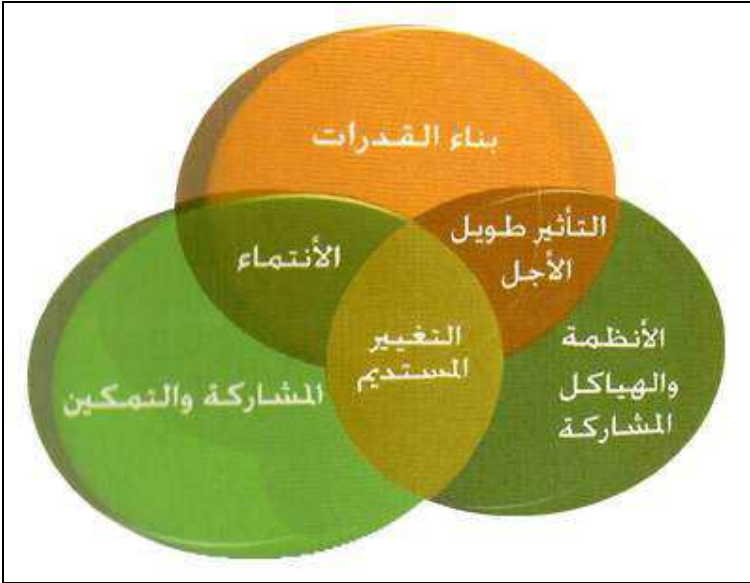 بناء القدرات
التأثير طويل
الأجل
الأنتماء
الأنظمة
والهياكل
المشاركة
التغيير
المستديم
المشاركة والتمكين